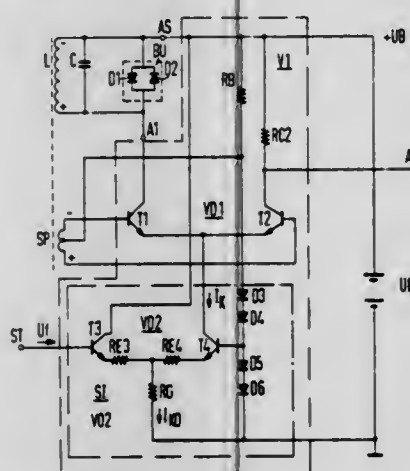 AS
+UB
BU
V1
L
C
D1
D2
RB
A1
RC2
A
T1
VD1
T2
SP
IK
D3
D4
ST
U1
T3
VD2
T4
RE3
RE4
D5
D6
SI
VD2
RG
IKO